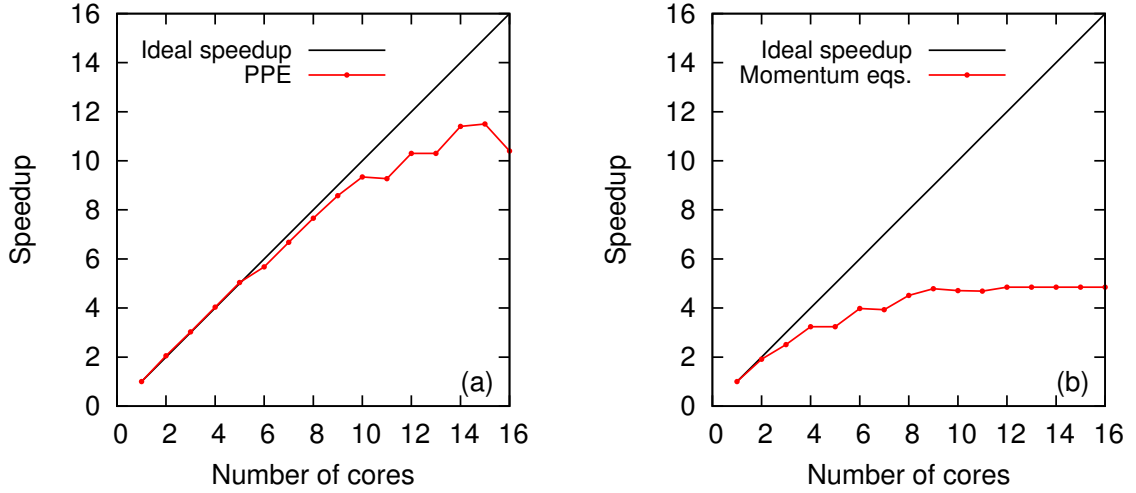 16
14
12
10
8
6
4
2
0
Speedup
Ideal speedup
PPE
(a)
0 2 4 6 8 10 12 14 16
Number of cores
16
14
12
10
8
6
4
2
0
Speedup
Ideal speedup
Momentum eqs.
(b)
0 2 4 6 8 10 12 14 16
Number of cores